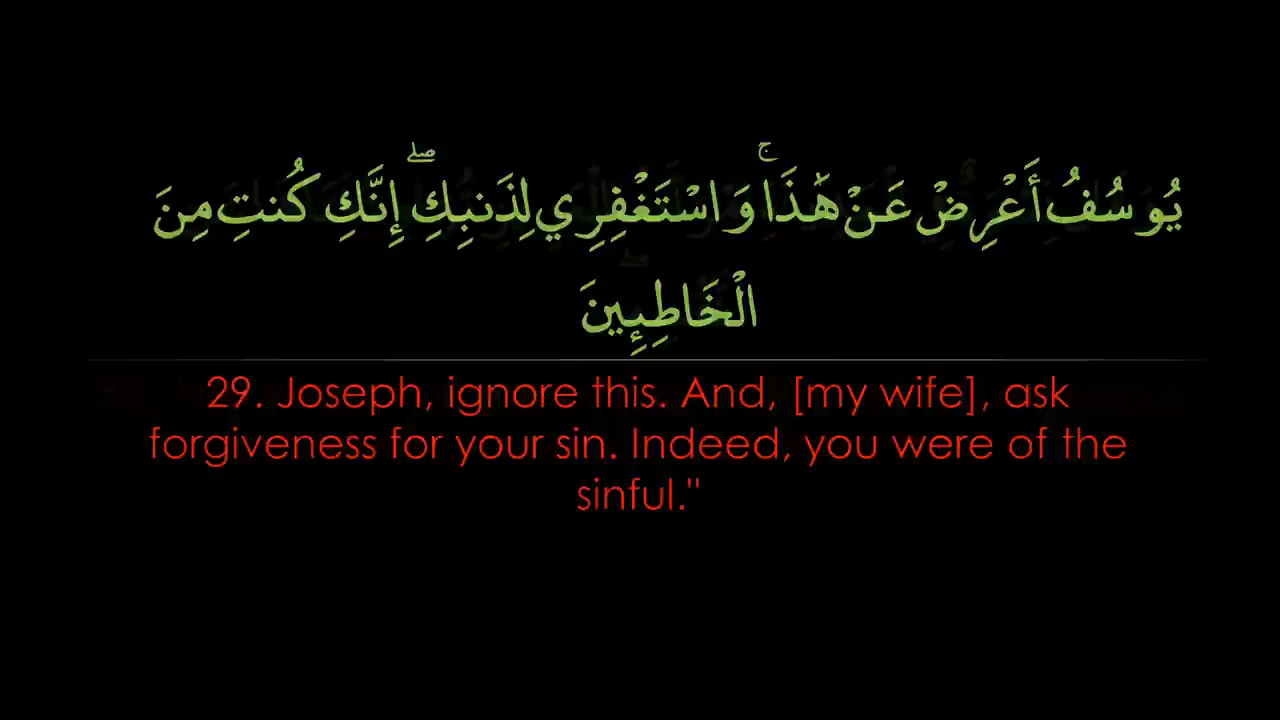 يُوسُفُ أَعْرِضْ عَنْ هَٰذَا ۚ وَاسْتَغْفِرِي لِذَنبِكِ ۖ إِنَّكِ كُنتِ مِنَ
الْخَاطِئِينَ
29. Joseph, ignore this. And, [my wife], ask
forgiveness for your sin. Indeed, you were of the
sinful."